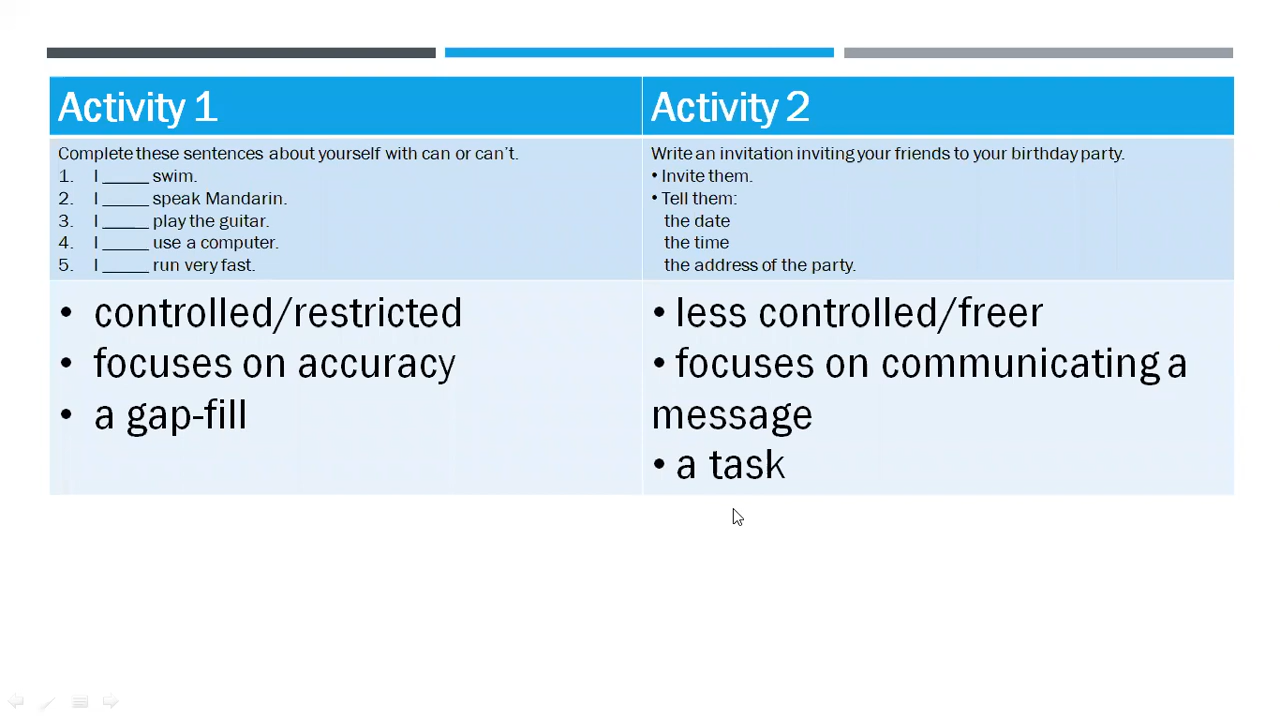 Activity 1
Complete these sentences about yourself with can or can't.
1. I _____ swim.
2. I _____ speak Mandarin.
3. I _____ play the guitar.
4. I _____ use a computer.
5. I _____ run very fast.
• controlled/restricted
• focuses on accuracy
• a gap-fill
Activity 2
Write an invitation inviting your friends to your birthday party.
• Invite them.
• Tell them:
the date
the time
the address of the party.
• less controlled/freer
• focuses on communicating a
message
• a task